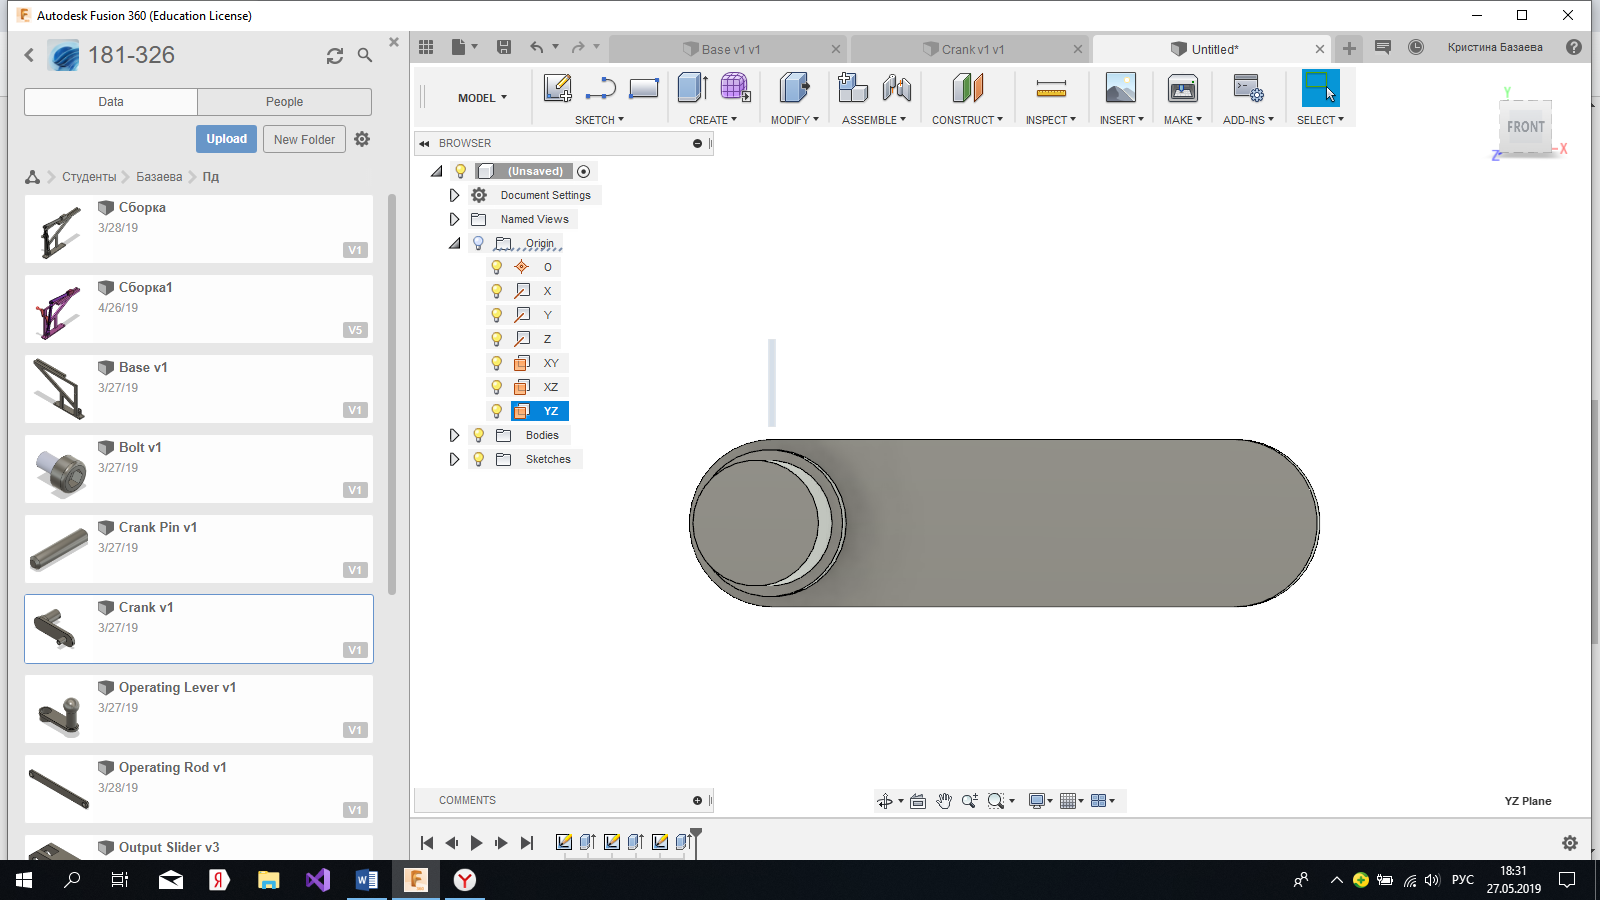 Autodesk Fusion 360 (Education License)
181-326
Data
People
Upload
New Folder
Студенты
Базаева
Пд
Сборка
3/28/19
V1
Сборка1
4/26/19
V5
Base v1
3/27/19
V1
Bolt v1
3/27/19
V1
Crank Pin v1
3/27/19
V1
Crank v1
3/27/19
V1
Operating Lever v1
3/27/19
V1
Operating Rod v1
3/28/19
V1
Output Slider v3
Base v1 v1
Crank v1 v1
Untitled*
Кристина Базаева
MODEL
SKETCH
CREATE
MODIFY
ASSEMBLE
CONSTRUCT
INSPECT
INSERT
MAKE
ADD-INS
SELECT
BROWSER
(Unsaved)
Document Settings
Named Views
Origin
O
X
Y
Z
XY
XZ
YZ
Bodies
Sketches
Y
FRONT
Z
X
COMMENTS
YZ Plane
РУС
18:31
27.05.2019